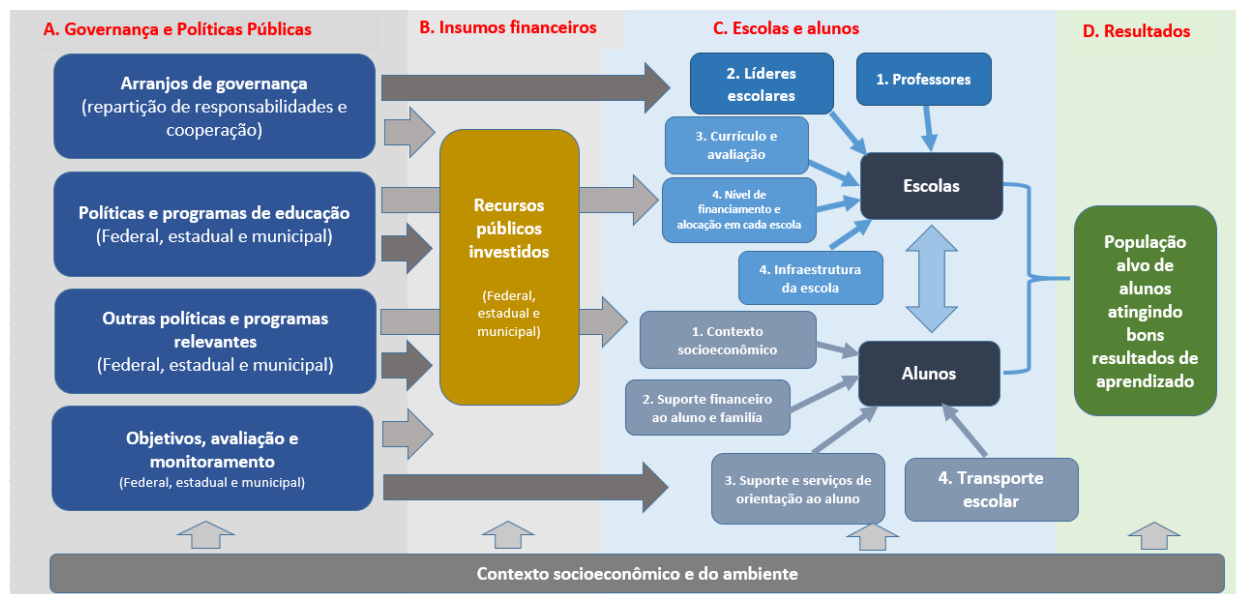 A. Governança e Políticas Públicas
Arranjos de governança
(repartição de responsabilidades e
cooperação)
Políticas e programas de educação
(Federal, estadual e municipal)
Outras políticas e programas
relevantes
(Federal, estadual e municipal)
Objetivos, avaliação e
monitoramento
(Federal, estadual e municipal)
B. Insumos financeiros
Recursos
públicos
investidos
(Federal,
estadual e
municipal)
C. Escolas e alunos
2. Líderes
escolares
1. Professores
3. Currículo e
avaliação
4. Nível de
financiamento e
alocação em cada escola
4. Infraestrutura
da escola
Escolas
1. Contexto
socioeconômico
2. Suporte financeiro
ao aluno e família
3. Suporte e serviços de
orientação ao aluno
4. Transporte
escolar
Alunos
D. Resultados
População
alvo de
alunos
atingindo
bons
resultados de
aprendizado
Contexto socioeconômico e do ambiente